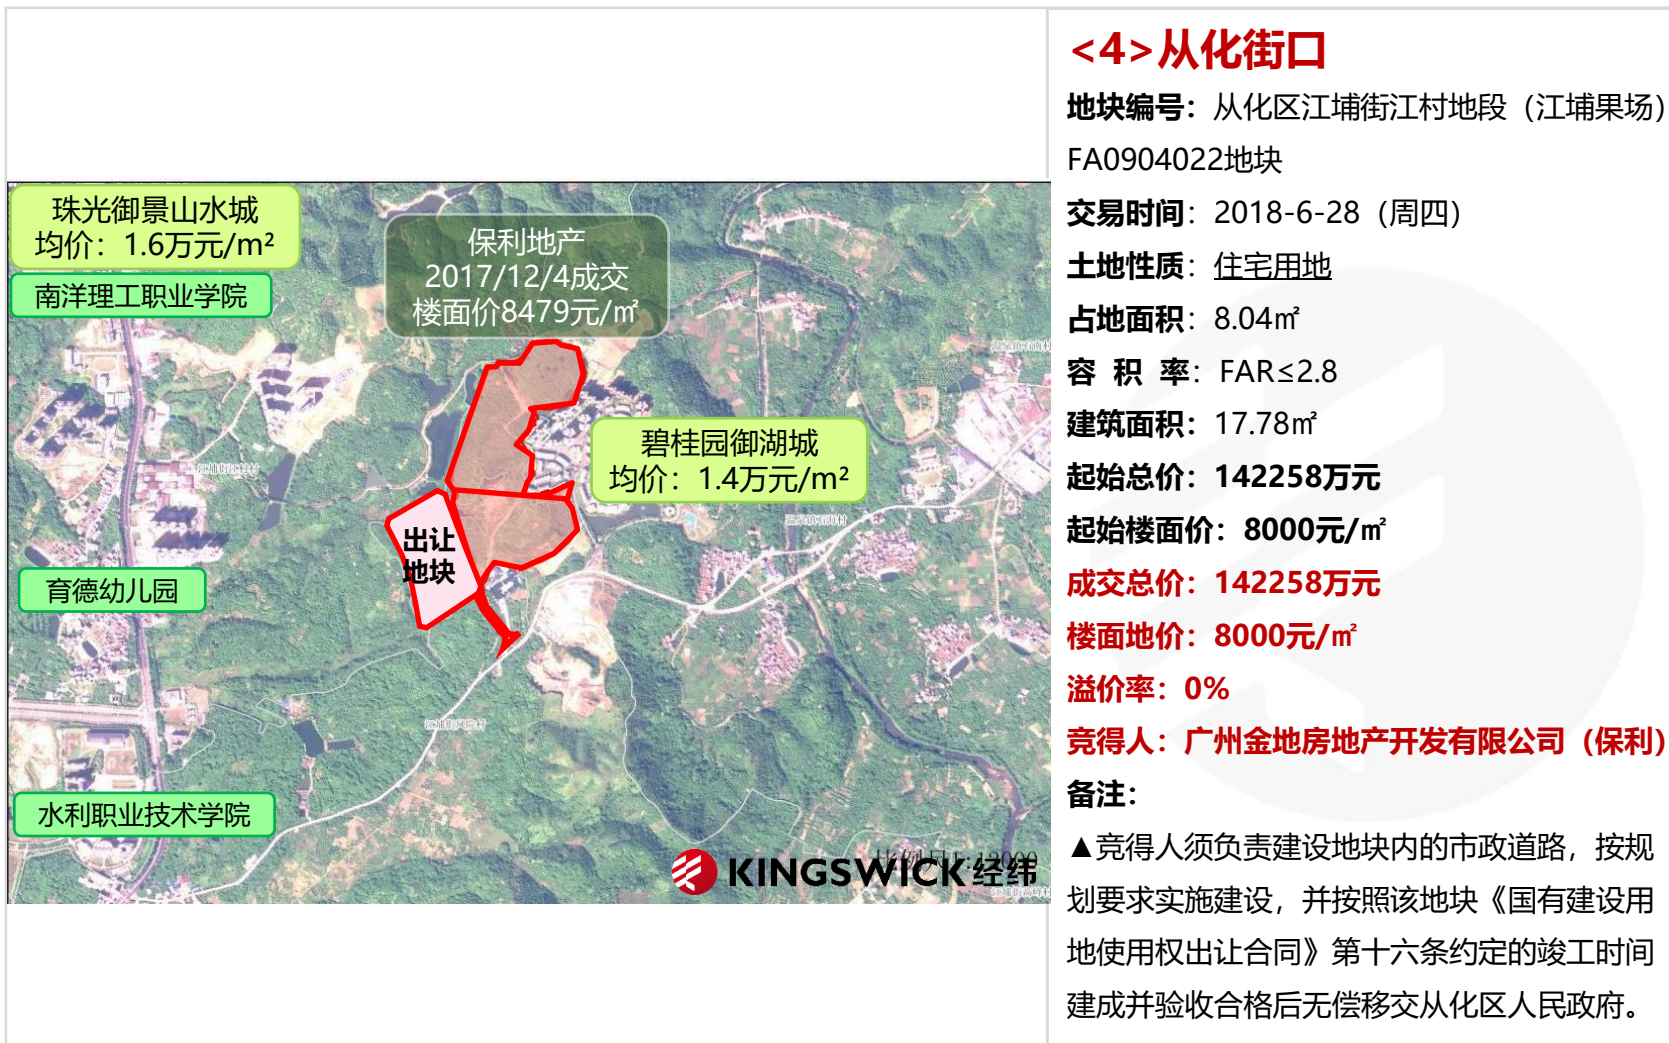 <4>从化街口
地块编号：从化区江埔街江村地段（江埔果场）
FA0904022地块
交易时间：2018-6-28（周四）
土地性质：住宅用地
占地面积：8.04㎡
容 积 率：FAR≤2.8
建筑面积：17.78㎡
起始总价：142258万元
起始楼面价：8000元/㎡
成交总价：142258万元
楼面地价：8000元/㎡
溢价率：0%
竞得人：广州金地房地产开发有限公司（保利）
备注：
▲竞得人须负责建设地块内的市政道路，按规
划要求实施建设，并按照该地块《国有建设用
地使用权出让合同》第十六条约定的竣工时间
建成并验收合格后无偿移交从化区人民政府。
珠光御景山水城
均价：1.6万元/m²
南洋理工职业学院
保利地产
2017/12/4成交
楼面价8479元/㎡
碧桂园御湖城
均价：1.4万元/m²
出让
地块
育德幼儿园
水利职业技术学院
KINGSWICK经纬